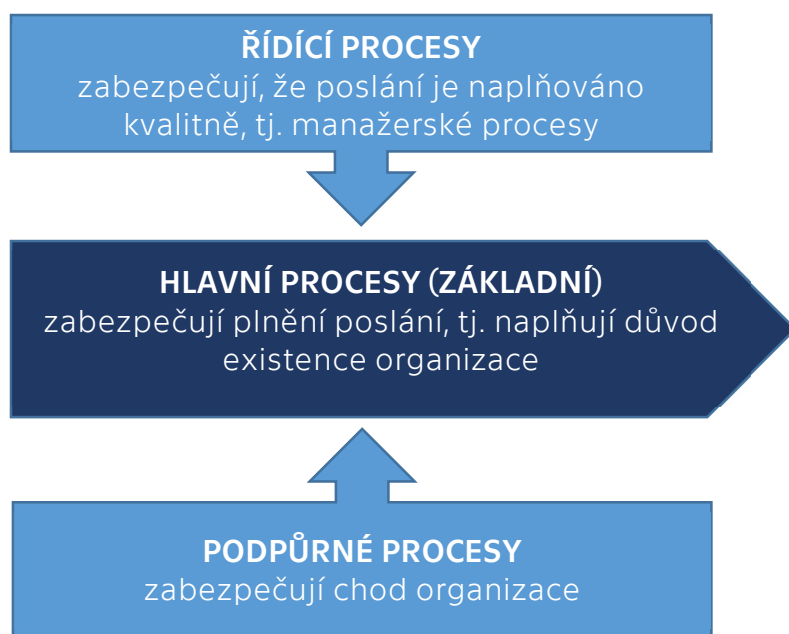 ŘÍDÍCÍ PROCESY
zabezpečují, že poslání je naplňováno
kvalitně, tj. manažerské procesy
HLAVNÍ PROCESY (ZÁKLADNÍ)
zabezpečují plnění poslání, tj. naplňují důvod
existence organizace
PODPŮRNÉ PROCESY
zabezpečují chod organizace